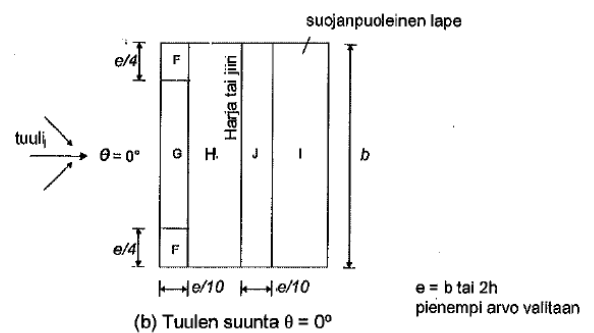 suojanpuoleinen lape
e/4
F
Harja tai jiiri
tuuli
θ = 0°
G
H
J
I
b
e/4
F
e/10
e/10
e = b tai 2h
pienempi arvo valitaan
(b) Tuulen suunta θ = 0°